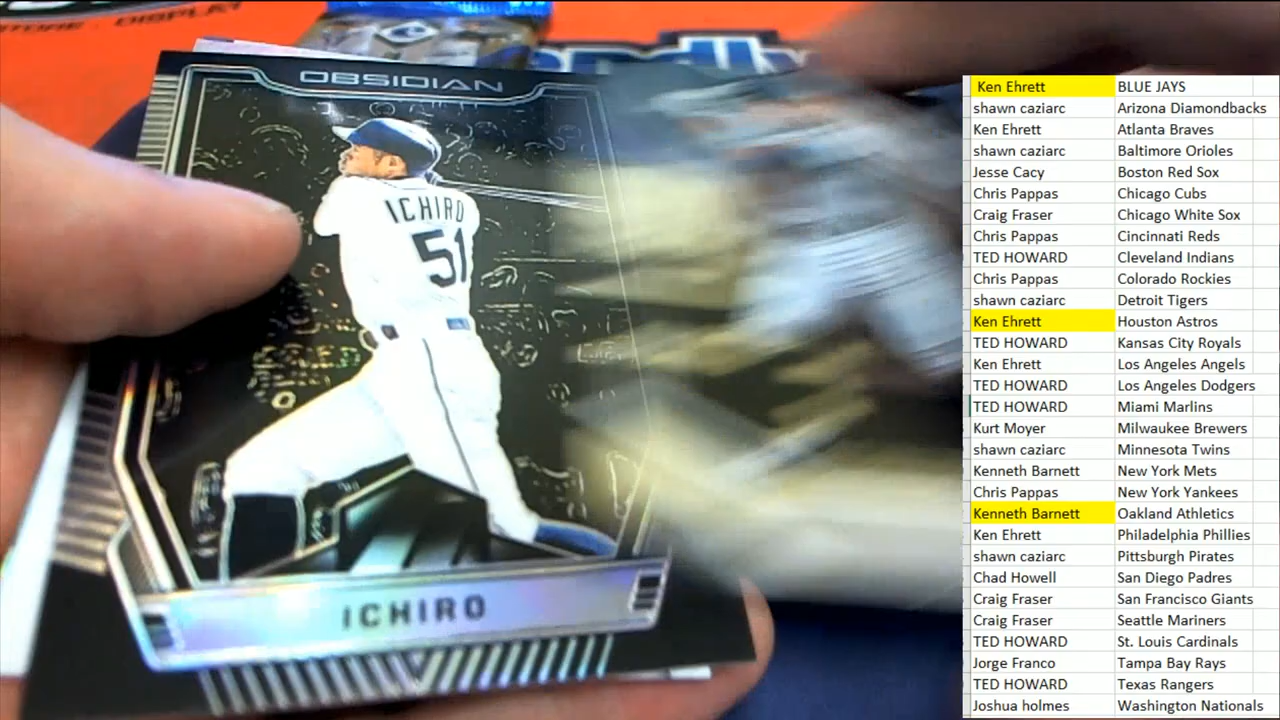 OBSIDIAN
ICHIRO
51
ICHIRO
Ken Ehrett BLUE JAYS
shawn caziarc Arizona Diamondbacks
Ken Ehrett Atlanta Braves
shawn caziarc Baltimore Orioles
Jesse Cacy Boston Red Sox
Chris Pappas Chicago Cubs
Craig Fraser Chicago White Sox
Chris Pappas Cincinnati Reds
TED HOWARD Cleveland Indians
Chris Pappas Colorado Rockies
shawn caziarc Detroit Tigers
Ken Ehrett Houston Astros
TED HOWARD Kansas City Royals
Ken Ehrett Los Angeles Angels
TED HOWARD Los Angeles Dodgers
TED HOWARD Miami Marlins
Kurt Moyer Milwaukee Brewers
shawn caziarc Minnesota Twins
Kenneth Barnett New York Mets
Chris Pappas New York Yankees
Kenneth Barnett Oakland Athletics
Ken Ehrett Philadelphia Phillies
shawn caziarc Pittsburgh Pirates
Chad Howell San Diego Padres
Craig Fraser San Francisco Giants
Craig Fraser Seattle Mariners
TED HOWARD St. Louis Cardinals
Jorge Franco Tampa Bay Rays
TED HOWARD Texas Rangers
Joshua holmes Washington Nationals